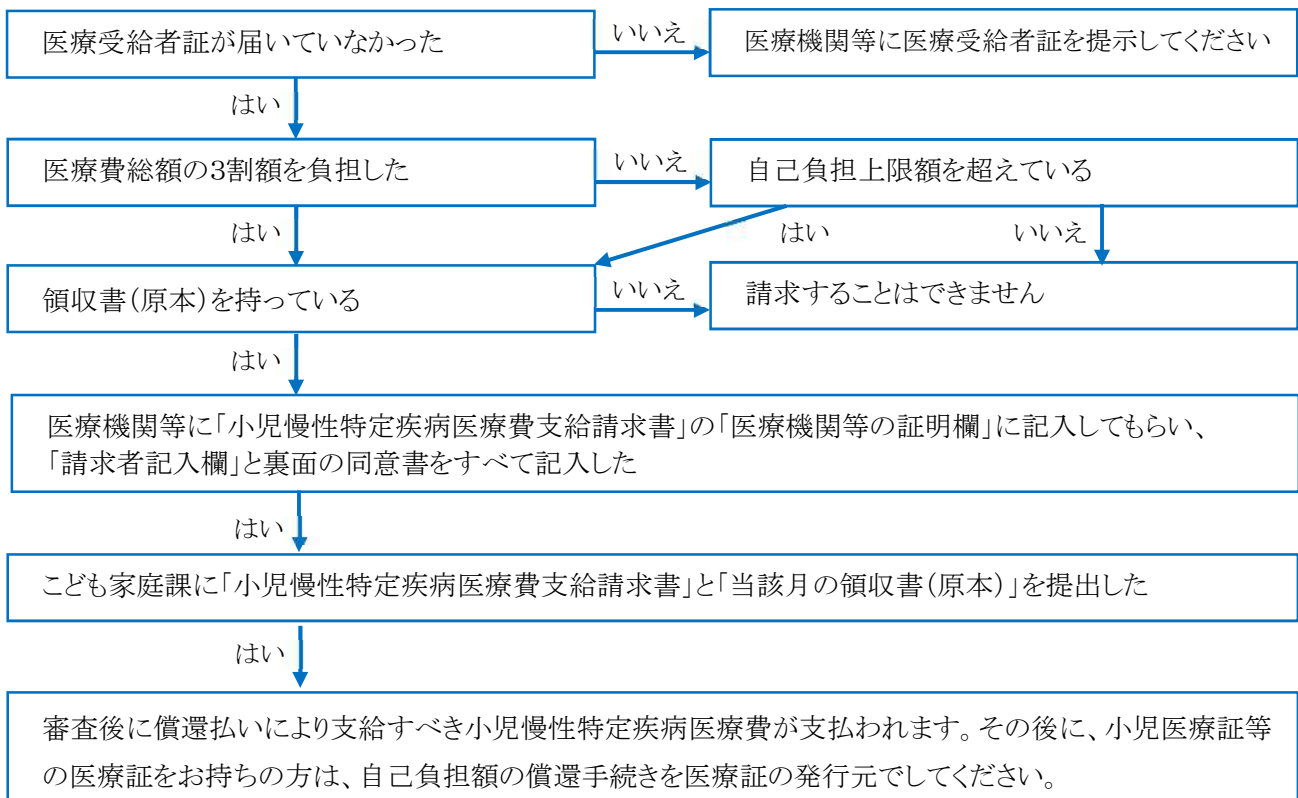 医療受給者証が届いていなかった
いいえ
医療機関等に医療受給者証を提示してください
はい
医療費総額の３割額を負担した
いいえ
自己負担上限額を超えている
はい
はい
いいえ
領収書(原本)を持っている
いいえ
請求することはできません
はい
医療機関等に「小児慢性特定疾病医療費支給請求書」の「医療機関等の証明欄」に記入してもらい、
「請求者記入欄」と裏面の同意書をすべて記入した
はい
こども家庭課に「小児慢性特定疾病医療費支給請求書」と「当該月の領収書(原本)」を提出した
はい
審査後に償還払いにより支給すべき小児慢性特定疾病医療費が支払われます。その後に、小児医療証等
の医療証をお持ちの方は、自己負担額の償還手続きを医療証の発行元でしてください。